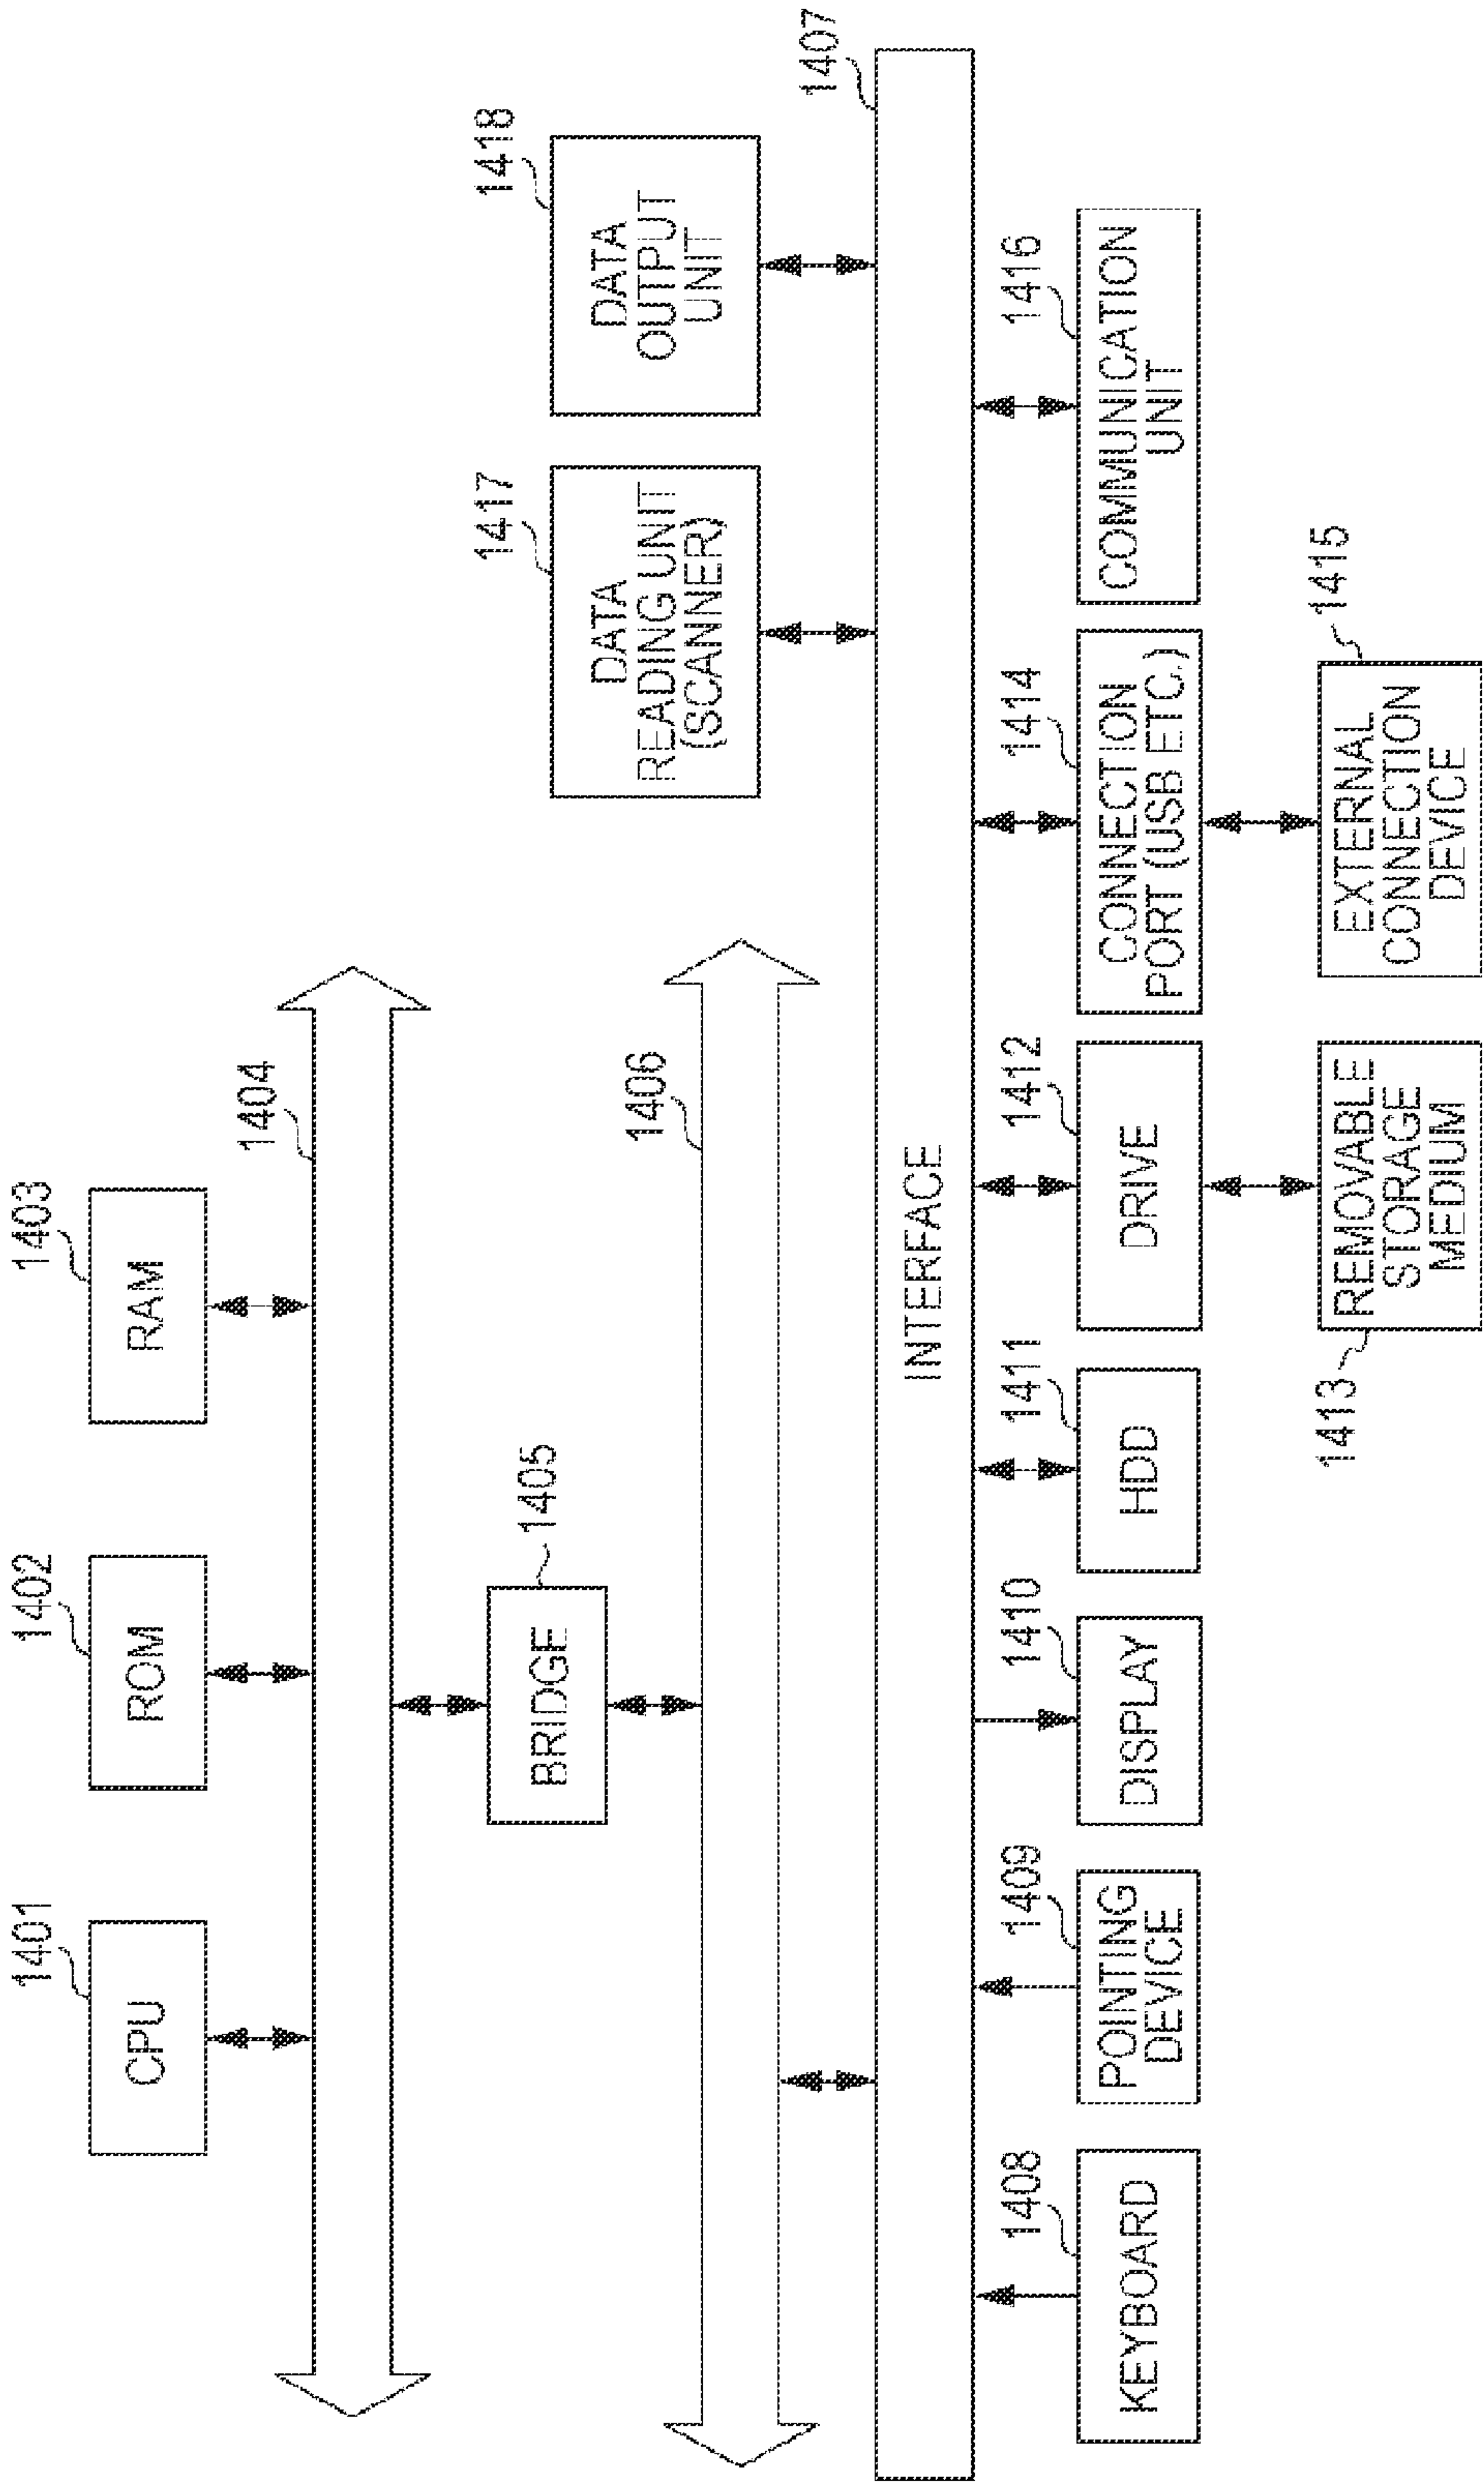 1401
CPU
1402
ROM
1403
RAM
1404
1405
BRIDGE
1406
1417
DATA
READING UNIT
(SCANNER)
1418
DATA
OUTPUT
UNIT
1407
INTERFACE
1408
KEYBOARD
1409
POINTING
DEVICE
1410
DISPLAY
1411
HDD
1412
DRIVE
1414
CONNECTION
PORT (USB ETC.)
1416
COMMUNICATION
UNIT
1413
REMOVABLE
STORAGE
MEDIUM
1415
EXTERNAL
CONNECTION
DEVICE